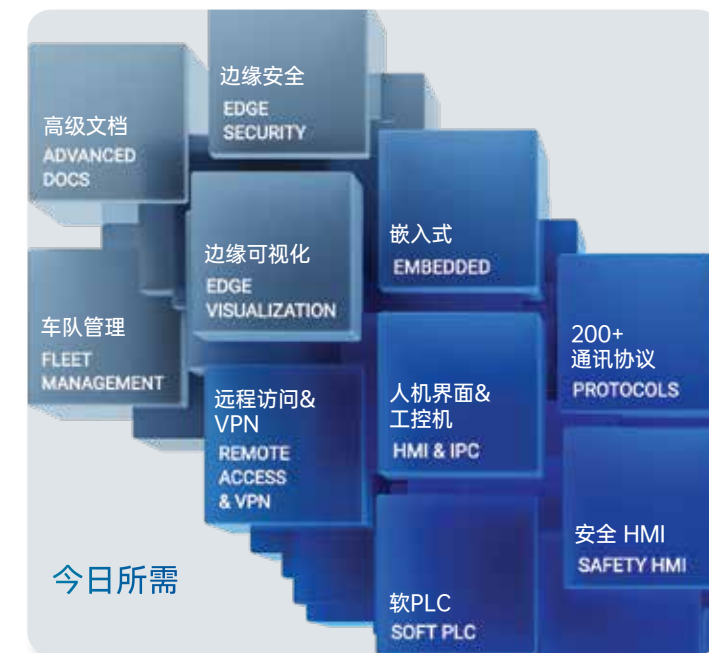 边缘安全
EDGE
SECURITY
高级文档
ADVANCED
DOCS
嵌入式
EMBEDDED
边缘可视化
EDGE
VISUALIZATION
车队管理
FLEET
MANAGEMENT
200+
通讯协议
PROTOCOLS
远程访问&
VPN
REMOTE
ACCESS
& VPN
人机界面&
工控机
HMI & IPC
安全 HMI
SAFETY HMI
今日所需
软PLC
SOFT PLC